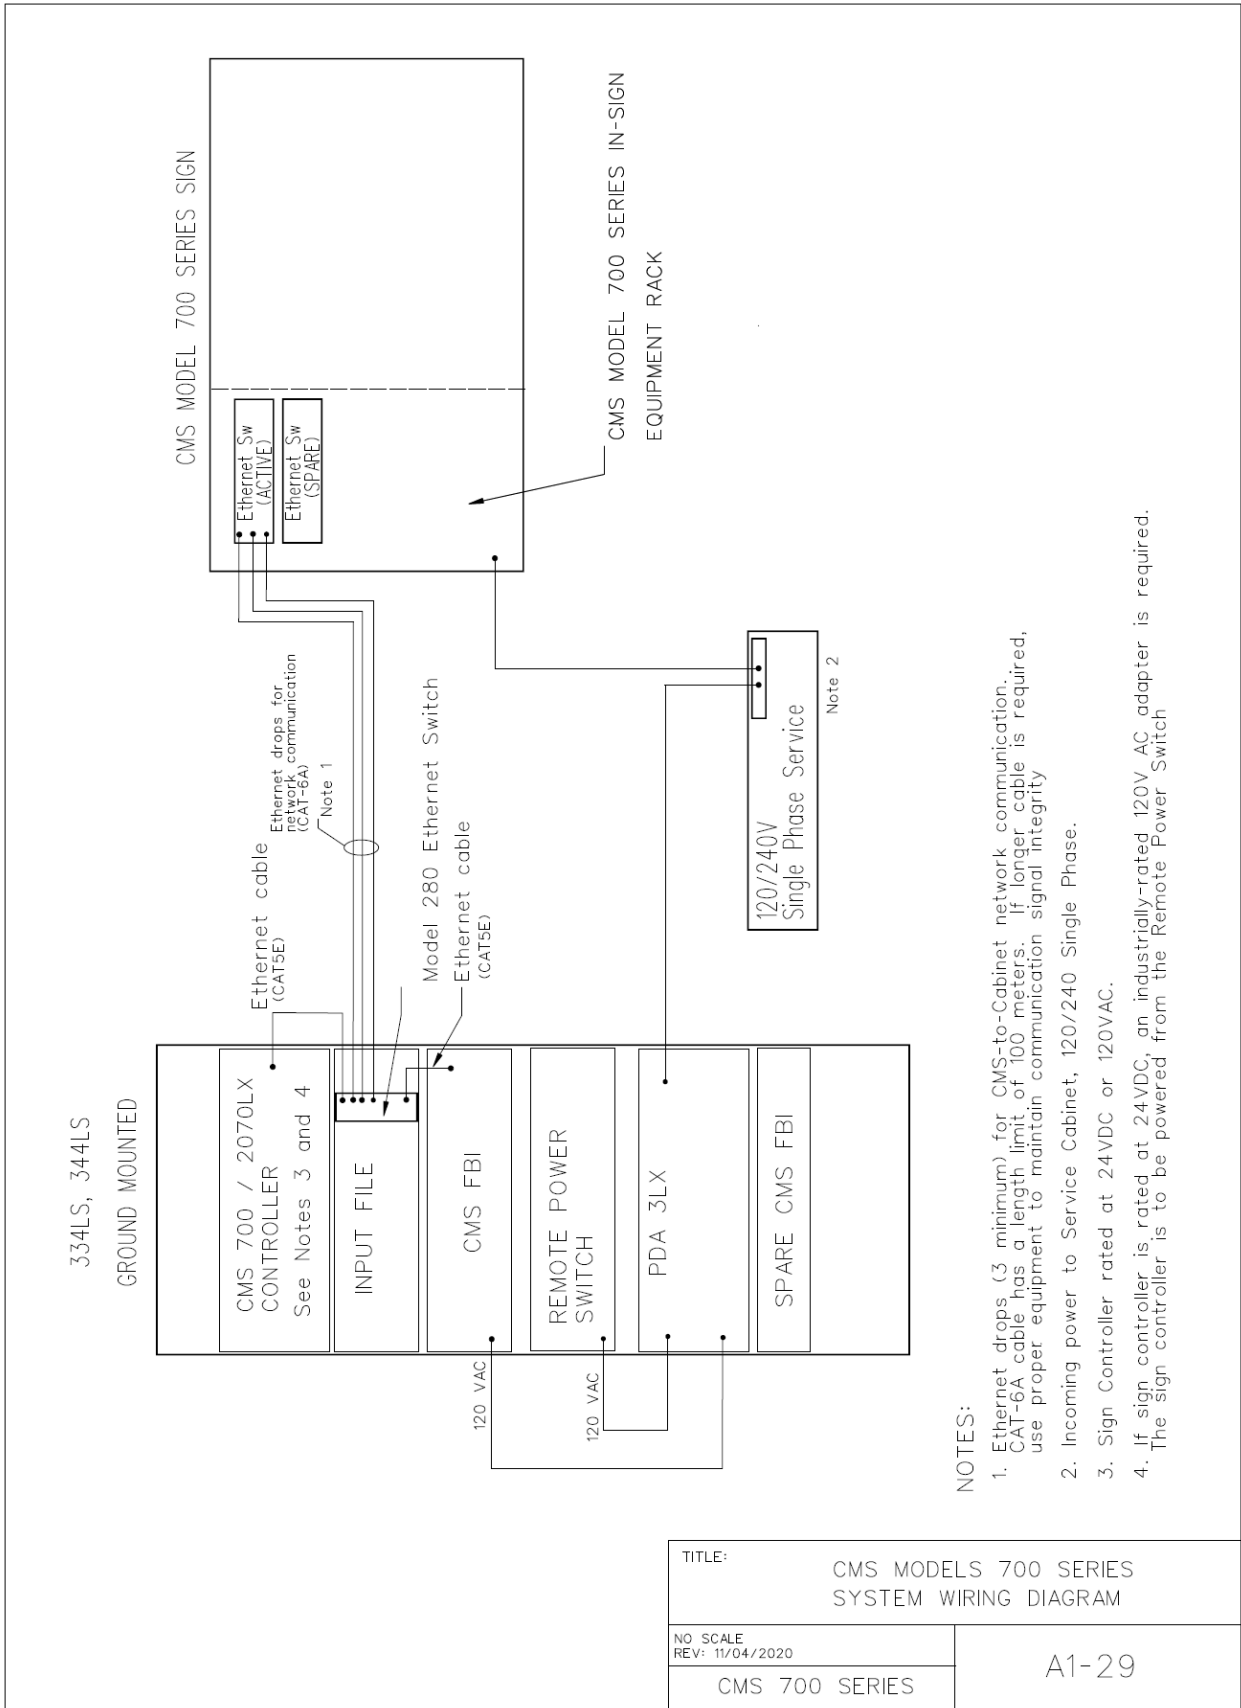 334LS, 344LS
GROUND MOUNTED
CMS 700 / 2070LX
CONTROLLER
See Notes 3 and 4
INPUT FILE
CMS FBI
REMOTE POWER
SWITCH
PDA 3LX
SPARE CMS FBI
120 VAC
120 VAC
Ethernet cable
(CAT5E)
Ethernet drops for
network communication
(CAT-6A)
Note 1
Model 280 Ethernet Switch
Ethernet cable
(CAT5E)
CMS MODEL 700 SERIES SIGN
Ethernet Sw
(ACTIVE)
Ethernet Sw
(SPARE)
CMS MODEL 700 SERIES IN-SIGN
EQUIPMENT RACK
120/240V
Single Phase Service
Note 2
NOTES:
1. Ethernet drops (3 minimum) for CMS-to-Cabinet network communication.
CAT-6A cable has a length limit of 100 meters. If longer cable is required,
use proper equipment to maintain communication signal integrity
2. Incoming power to Service Cabinet, 120/240 Single Phase.
3. Sign Controller rated at 24VDC or 120VAC.
4. If sign controller is rated at 24VDC, an industrially-rated 120V AC adapter is required.
The sign controller is to be powered from the Remote Power Switch
TITLE:
CMS MODELS 700 SERIES
SYSTEM WIRING DIAGRAM
NO SCALE
REV: 11/04/2020
CMS 700 SERIES
A1-29